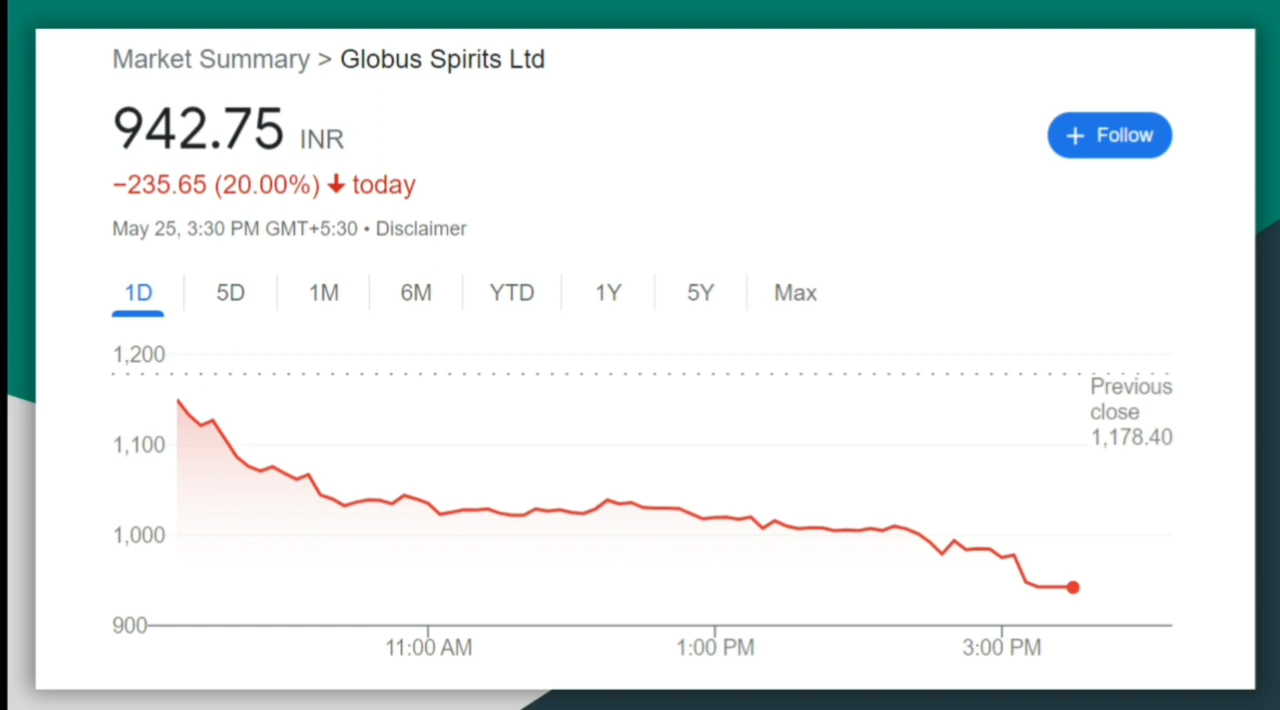 Market Summary > Globus Spirits Ltd
942.75 INR
+ Follow
−235.65 (20.00%) ↓ today
May 25, 3:30 PM GMT+5:30 • Disclaimer
1D 5D 1M 6M YTD 1Y 5Y Max
1,200
Previous
close
1,178.40
1,100
1,000
900
11:00 AM 1:00 PM 3:00 PM